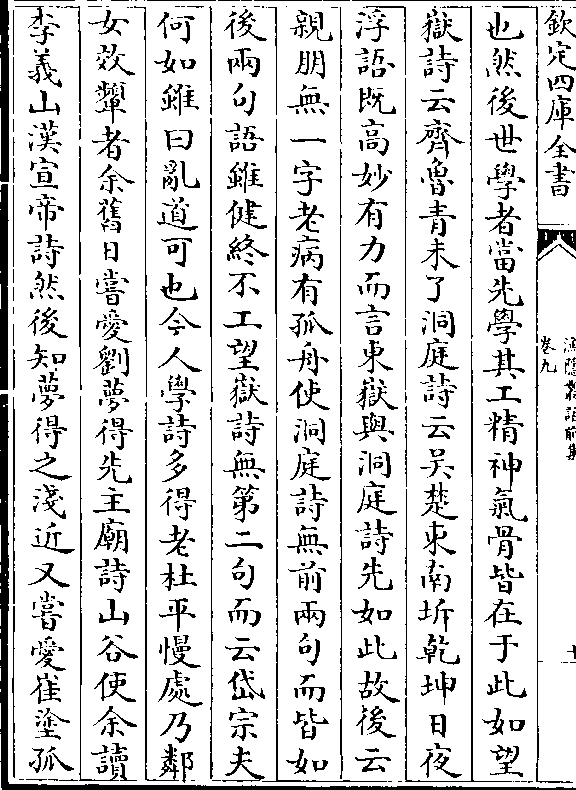 欽定四庫全書
漁隱叢話前集
卷九
十
也然後世學者當先學其工精神氣骨皆在于此如望
嶽詩云齊魯青未了洞庭詩云吳楚東南坼乾坤日夜
浮語既高妙有力而言東嶽與洞庭詩先如此故後云
親朋無一字老病有孤舟使洞庭詩無前兩句而皆如
後兩句語雖健終不工望嶽詩無第二句而云岱宗夫
何如雖曰亂道可也今人學詩多得老杜平慢處乃鄰
女效顰者余舊日嘗愛劉夢得先主廟詩山谷使余讀
李義山漢宣帝詩然後知夢得之淺近又嘗愛崔塗孤